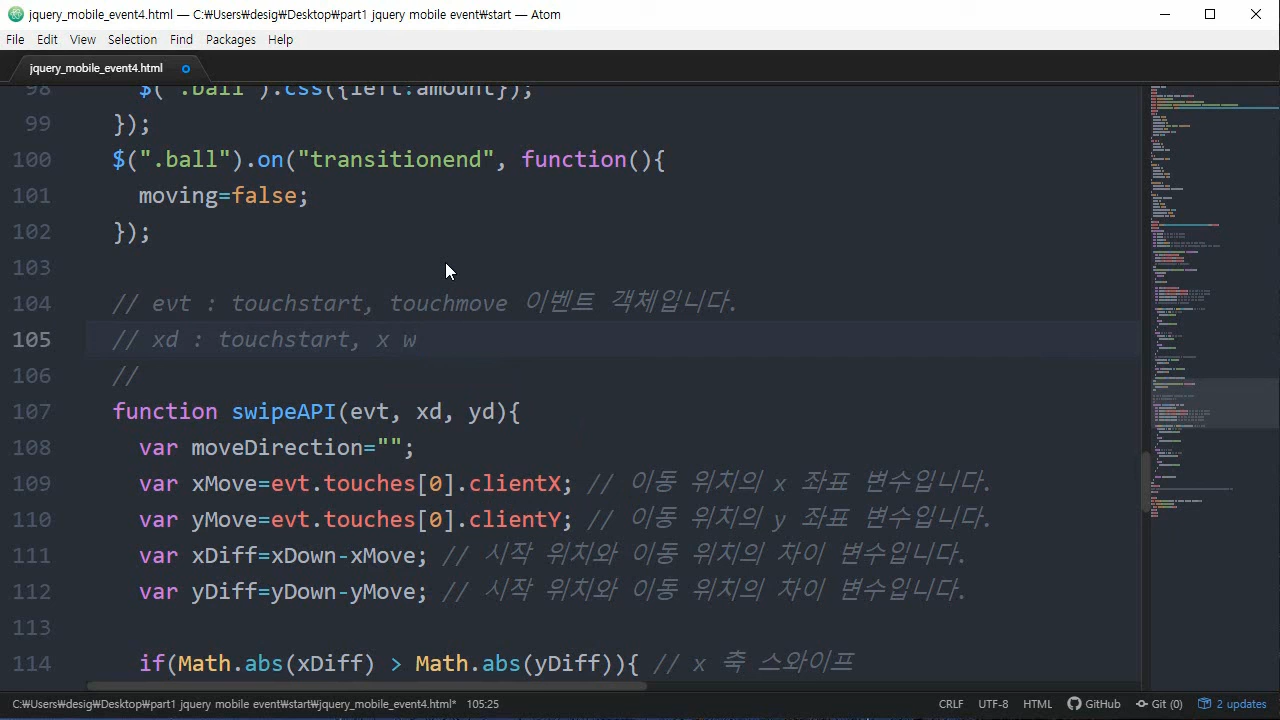 jquery_mobile_event4.html — C:₩Users₩desig₩Desktop₩part1 jquery mobile event₩start — Atom
File Edit View Selection Find Packages Help
jquery_mobile_event4.html
98 $(".ball").css({left:amount});
99 });
100 $(".ball").on("transitionend", function(){
101 moving=false;
102 });
103
104 // evt : touchstart, 이벤트 객체입니다
105 // xd : touchstart, w
106 //
107 function swipeAPI(evt, xd, yd){
108 var moveDirection="";
109 var xMove=evt.touches[0].clientX; // 이동 위치의 x 좌표 변수입니다.
110 var yMove=evt.touches[0].clientY; // 이동 위치의 y 좌표 변수입니다.
111 var xDiff=xDown-xMove; // 시작 위치와 이동 위치의 차이 변수입니다.
112 var yDiff=yDown-yMove; // 시작 위치와 이동 위치의 차이 변수입니다.
113
114 if(Math.abs(xDiff) > Math.abs(yDiff)){ // x 축 스와이프
C:₩Users₩desig₩Desktop₩part1 jquery mobile event₩start₩jquery_mobile_event4.html* 105:25 CRLF UTF-8 HTML GitHub Git (0) 2 updates